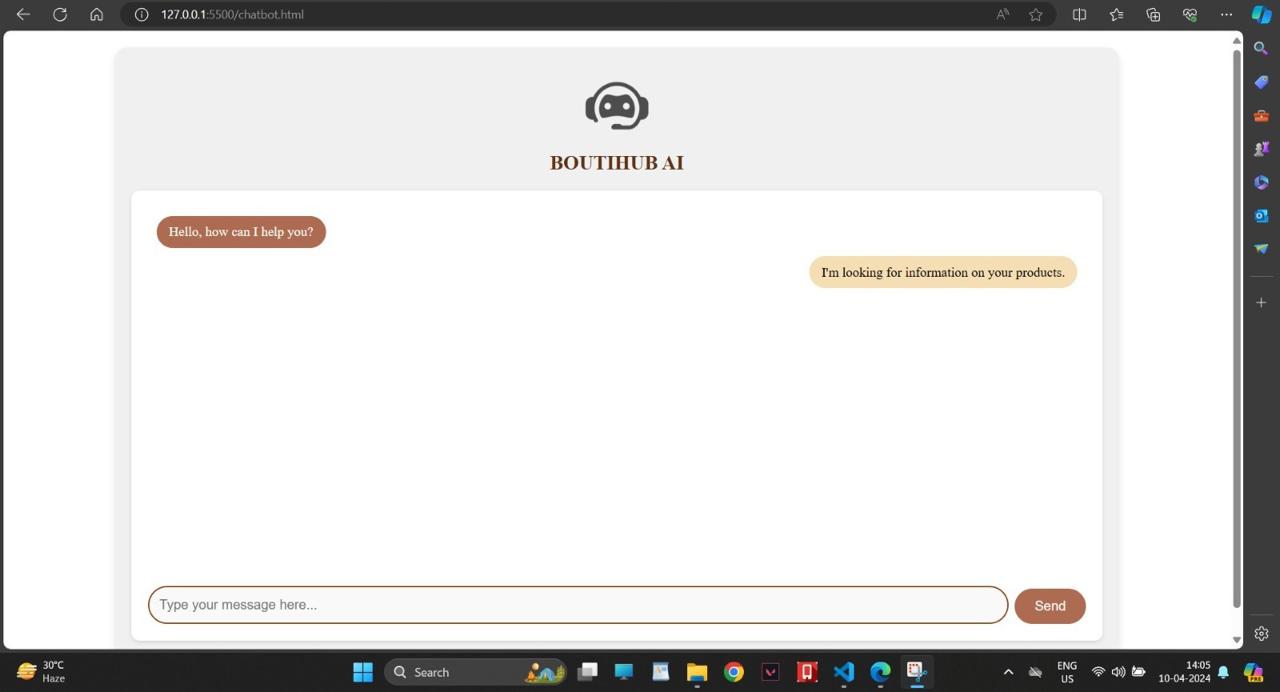 127.0.0.1:5500/chatbot.html
BOUTIHUB AI
Hello, how can I help you?
I'm looking for information on your products.
Type your message here...
Send
30°C
Haze
Search
ENG
US
14:05
10-04-2024